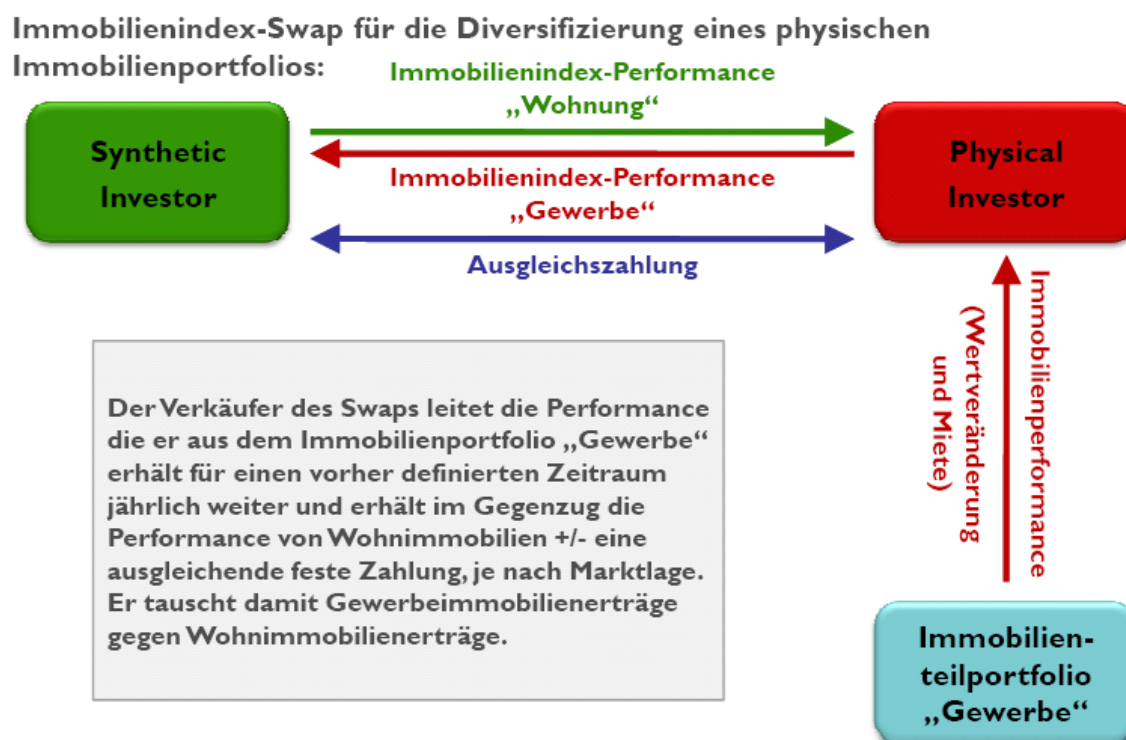 Immobilienindex-Swap für die Diversifizierung eines physischen
Immobilienportfolios:
Immobilienindex-Performance
„Wohnung“
Synthetic
Investor
Physical
Investor
Immobilienindex-Performance
„Gewerbe“
Ausgleichszahlung
Immobilienperformance
(Wertveränderung
und Miete)
Der Verkäufer des Swaps leitet die Performance
die er aus dem Immobilienportfolio „Gewerbe“
erhält für einen vorher definierten Zeitraum
jährlich weiter und erhält im Gegenzug die
Performance von Wohnimmobilien +/- eine
ausgleichende feste Zahlung, je nach Marktlage.
Er tauscht damit Gewerbeimmobilienerträge
gegen Wohnimmobilienerträge.
Immobilien-
teilportfolio
„Gewerbe“